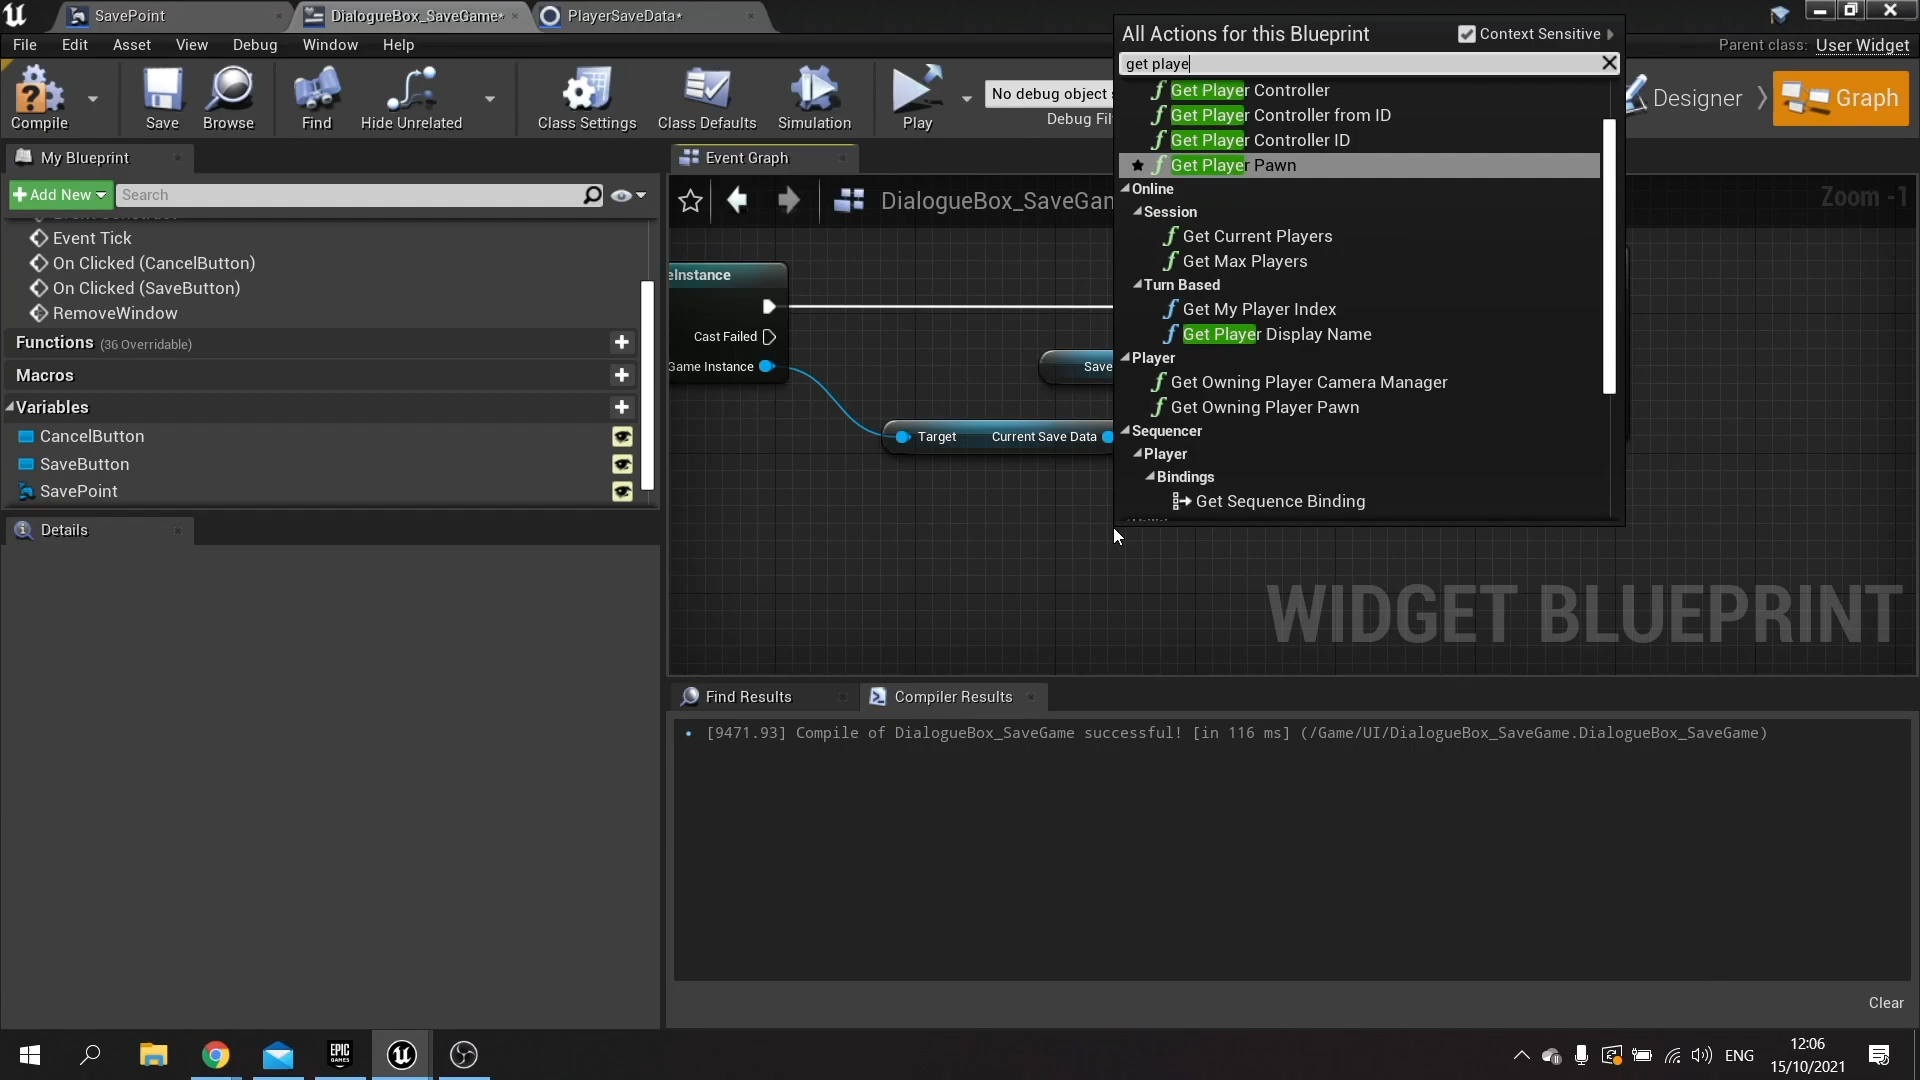 SavePoint
DialogueBox_SaveGame*
PlayerSaveData*
File Edit Asset View Debug Window Help
Parent class: User Widget
Compile
Save
Browse
Find
Hide Unrelated
Class Settings
Class Defaults
Simulation
Play
No debug object s
Debug Fil
Designer
Graph
All Actions for this Blueprint
Context Sensitive
get playe
Get Player Controller
Get Player Controller from ID
Get Player Controller ID
Get Player Pawn
Online
Session
Get Current Players
Get Max Players
Turn Based
Get My Player Index
Get Player Display Name
Player
Get Owning Player Camera Manager
Get Owning Player Pawn
Sequencer
Player
Bindings
Get Sequence Binding
My Blueprint
Add New
Search
Event Tick
On Clicked (CancelButton)
On Clicked (SaveButton)
RemoveWindow
Functions (36 Overridable)
Macros
Variables
CancelButton
SaveButton
SavePoint
Details
Event Graph
DialogueBox_SaveGam
Zoom -1
eInstance
Cast Failed
Game Instance
Save
Target Current Save Data
WIDGET BLUEPRINT
Find Results
Compiler Results
[9471.93] Compile of DialogueBox_SaveGame successful! [in 116 ms] (/Game/UI/DialogueBox_SaveGame.DialogueBox_SaveGame)
Clear
EPIC
GAMES
ENG
12:06
15/10/2021